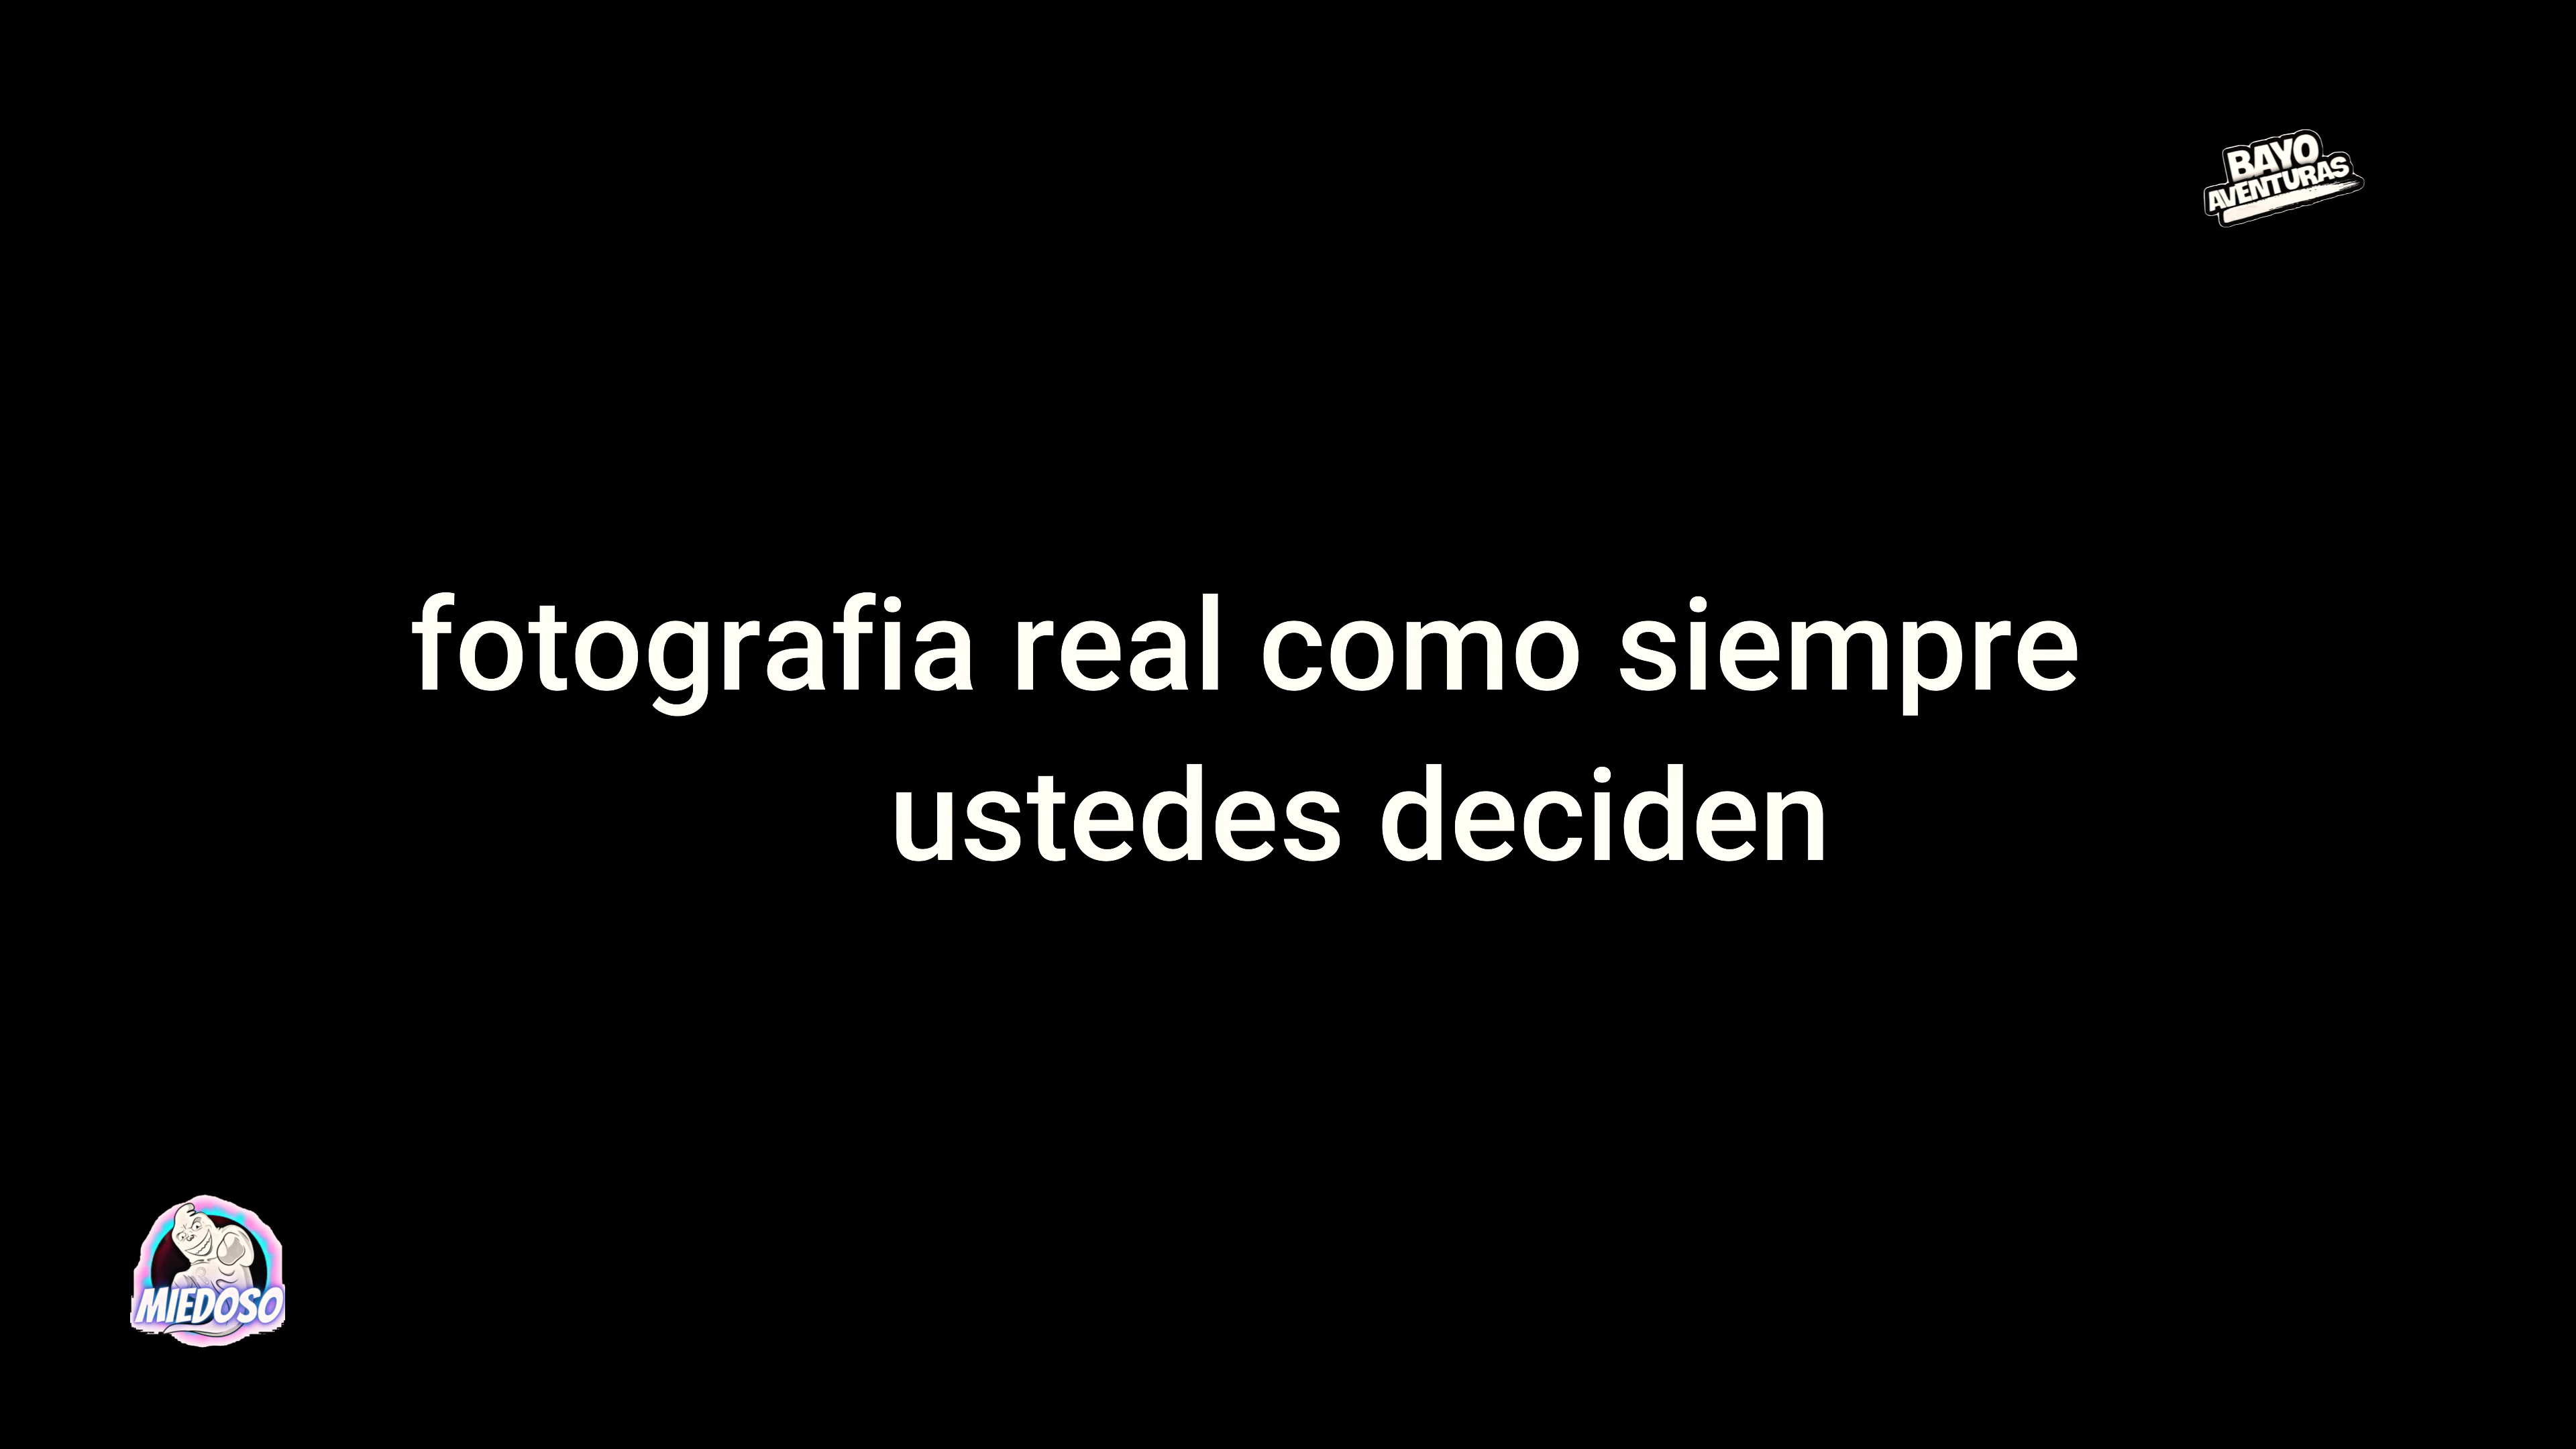 BAYO
AVENTURAS
fotografia real como siempre
ustedes deciden
MIEDOSO